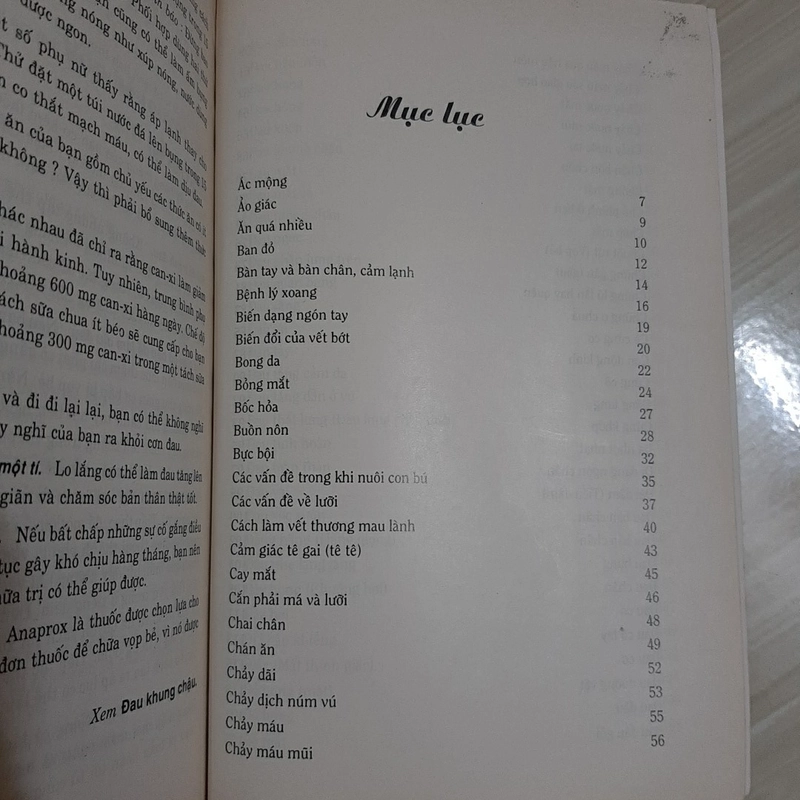 được ngon.
t số phụ nữ thấy rằng áp lạnh thay cho
Thử đặt một túi nước đá lên bụng trong 15
n co thắt mạch máu, có thể làm dịu đau.
ăn của bạn gồm chủ yếu các thức ăn có ít
không ? Vậy thì phải bổ sung thêm thức
hác nhau đã chỉ ra rằng can-xi làm giảm
i hành kinh. Tuy nhiên, trung bình phụ
hoảng 600 mg can-xi hàng ngày. Chế độ
tách sữa chua ít béo sẽ cung cấp cho bạn
hoảng 300 mg can-xi trong một tách sữa
và đi đi lại lại, bạn có thể không nghĩ
y nghĩ của bạn ra khỏi cơn đau.
một tí. Lo lắng có thể làm đau tăng lên
giãn và chăm sóc bản thân thật tốt.
Nếu bất chấp những sự cố gắng điều
tục gây khó chịu hàng tháng, bạn nên
hữa trị có thể giúp được.
Anaprox là thuốc được chọn lựa cho
đơn thuốc để chữa vọp bẻ, vì nó được
Xem Đau khung chậu.
Mục lục
Ác mộng 7
Ảo giác 9
Ăn quá nhiều 10
Ban đỏ 12
Bàn tay và bàn chân, cảm lạnh 14
Bệnh lý xoang 16
Biến dạng ngón tay 19
Biến đổi của vết bớt 20
Bong da 22
Bỏng mắt 24
Bốc hỏa 27
Buồn nôn 28
Bực bội 32
Các vấn đề trong khi nuôi con bú 35
Các vấn đề về lưỡi 37
Cách làm vết thương mau lành 40
Cảm giác tê gai (tê tê) 43
Cay mắt 45
Cắn phải má và lưỡi 46
Chai chân 48
Chán ăn 49
Chảy dãi 52
Chảy dịch núm vú 53
Chảy máu 55
Chảy máu mũi 56